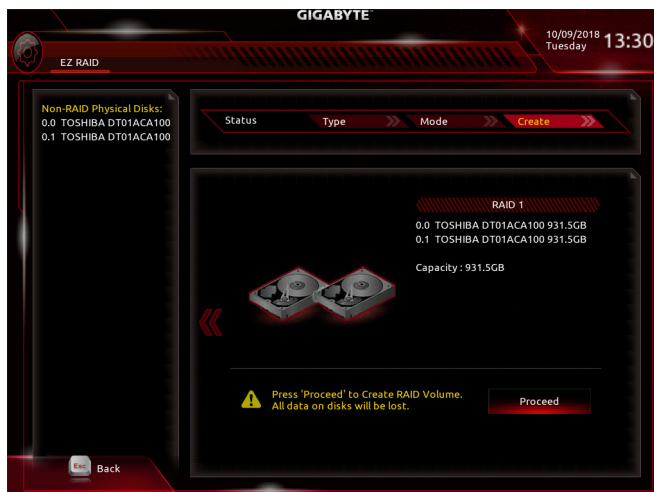 GIGABYTE™
10/09/2018
Tuesday
13:30
EZ RAID
Non-RAID Physical Disks:
0.0 TOSHIBA DT01ACA100
0.1 TOSHIBA DT01ACA100
Status Type Mode Create
RAID 1
0.0 TOSHIBA DT01ACA100 931.5GB
0.1 TOSHIBA DT01ACA100 931.5GB
Capacity : 931.5GB
Press 'Proceed' to Create RAID Volume.
All data on disks will be lost.
Proceed
Esc Back